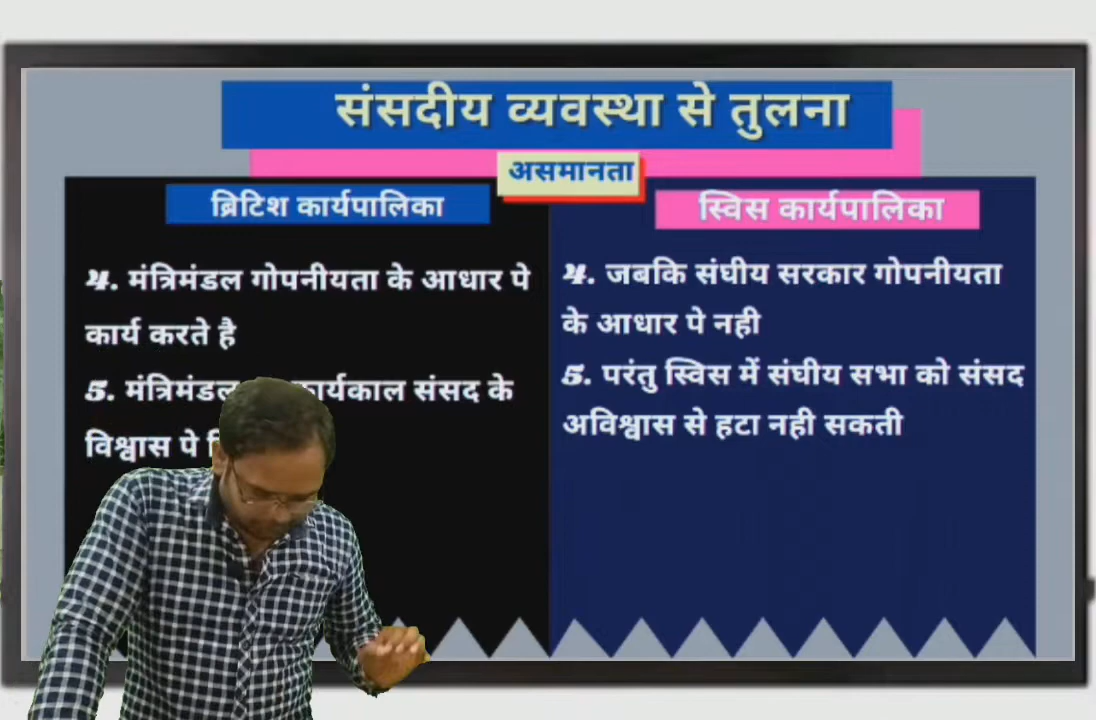 संसदीय व्यवस्था से तुलना
असमानता
ब्रिटिश कार्यपालिका
4. मंत्रिमंडल गोपनीयता के आधार पे
कार्य करते है
5. मंत्रिमंडल कार्यकाल संसद के
विश्वास पे
स्विस कार्यपालिका
4. जबकि संघीय सरकार गोपनीयता
के आधार पे नही
5. परंतु स्विस में संघीय सभा को संसद
अविश्वास से हटा नही सकती